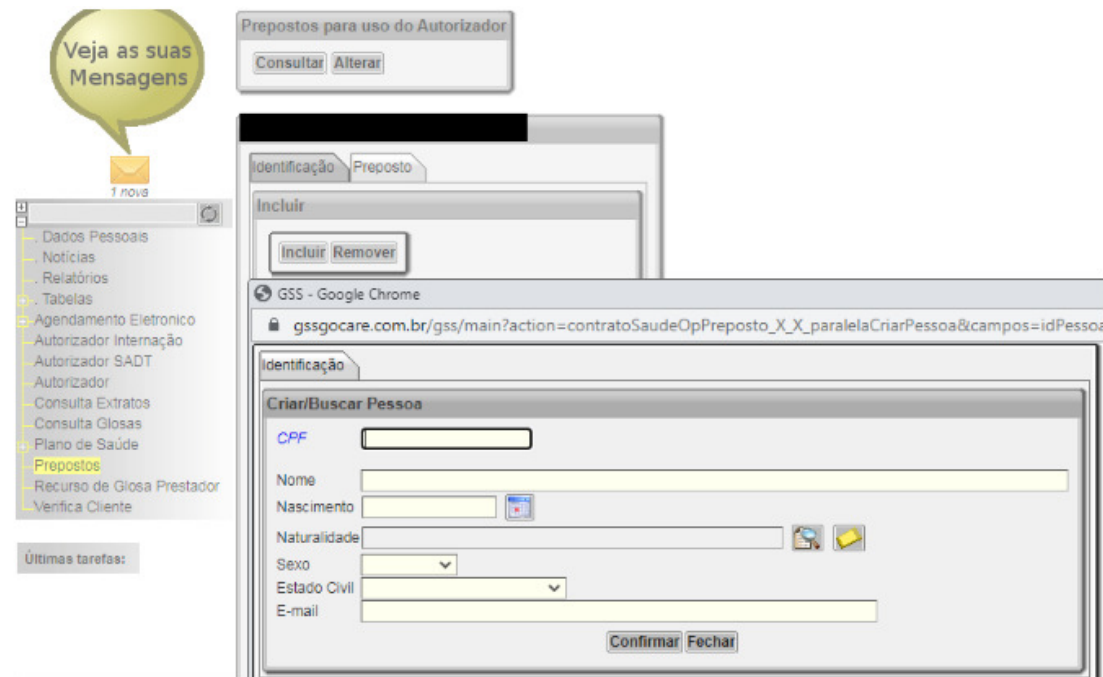 Veja as suas
Mensagens
1 nova
. Dados Pessoais
. Notícias
. Relatórios
. Tabelas
Agendamento Eletronico
Autorizador Internação
Autorizador SADT
Autorizador
Consulta Extratos
Consulta Glosas
Plano de Saúde
Prepostos
Recurso de Glosa Prestador
Verifica Cliente
Últimas tarefas:
Prepostos para uso do Autorizador
Consultar Alterar
Identificação Preposto
Incluir
Incluir Remover
GSS - Google Chrome
gssgocare.com.br/gss/main?action=contratoSaudeOpPreposto_X_X_paralelaCriarPessoa&campos=idPessoa
Identificação
Criar/Buscar Pessoa
CPF
Nome
Nascimento
Naturalidade
Sexo
Estado Civil
E-mail
Confirmar Fechar